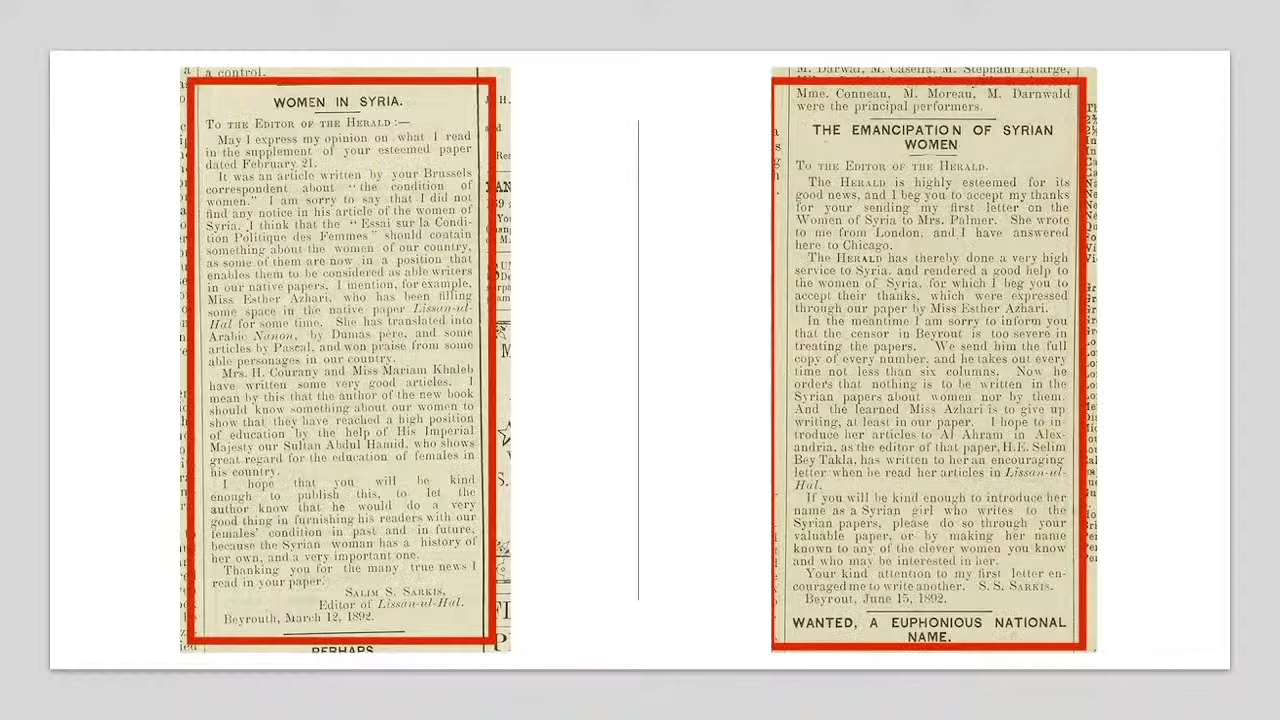 a control.
WOMEN IN SYRIA.
TO THE EDITOR OF THE HERALD:—
May I express my opinion on what I read
in the supplement of your esteemed paper
dated February 21.
It was an article written by your Brussels
correspondent about "the condition of
women." I am sorry to say that I did not
find any notice in his article of the women of
Syria. I think that the "Essai sur la Condi-
tion Politique des Femmes" should contain
something about the women of our country,
as some of them are now in a position that
enables them to be considered as able writers
in our native papers. I mention, for example,
Miss Esther Azhari, who has been filling
some space in the native paper Lissan-ul-
Hal for some time. She has translated into
Arabic Nanon, by Dumas père, and some
articles by Pascal, and won praise from some
able personages in our country.
Mrs. H. Courany and Miss Mariam Khaleb
have written some very good articles. I
mean by this that the author of the new book
should know something about our women to
show that they have reached a high position
of education by the help of His Imperial
Majesty our Sultan Abdul Hamid, who shows
great regard for the education of females in
his country.
I hope that you will be kind
enough to publish this, to let the
author know that he would do a very
good thing in furnishing his readers with our
females' condition in past and in future,
because the Syrian woman has a history of
her own, and a very important one.
Thanking you for the many true news I
read in your paper.
SALIM S. SARKIS,
Editor of Lissan-ul-Hal.
Beyrouth, March 12, 1892.
PERHAPS
M. Darwal, M. Casella, M. Stephani Lafarge,
Mme. Conneau, M. Moreau, M. Darnwald
were the principal performers.
THE EMANCIPATION OF SYRIAN
WOMEN
TO THE EDITOR OF THE HERALD.
The HERALD is highly esteemed for its
good news, and I beg you to accept my thanks
for your sending my first letter on the
Women of Syria to Mrs. Palmer. She wrote
to me from London, and I have answered
here to Chicago.
The HERALD has thereby done a very high
service to Syria, and rendered a good help to
the women of Syria, for which I beg you to
accept their thanks, which were expressed
through our paper by Miss Esther Azhari.
In the meantime I am sorry to inform you
that the censor in Beyrout is too severe in
treating the papers. We send him the full
copy of every number, and he takes out every
time not less than six columns. Now he
orders that nothing is to be written in the
Syrian papers about women nor by them.
And the learned Miss Azhari is to give up
writing, at least in our paper. I hope to in-
troduce her articles to Al Ahram in Alex-
andria, as the editor of that paper, H.E. Selim
Bey Takla, has written to her an encouraging
letter when he read her articles in Lissan-ul-
Hal.
If you will be kind enough to introduce her
name as a Syrian girl who writes to the
Syrian papers, please do so through your
valuable paper, or by making her name
known to any of the clever women you know
and who may be interested in her.
Your kind attention to my first letter en-
couraged me to write another. S. S. SARKIS.
Beyrout, June 15, 1892.
WANTED, A EUPHONIOUS NATIONAL
NAME.